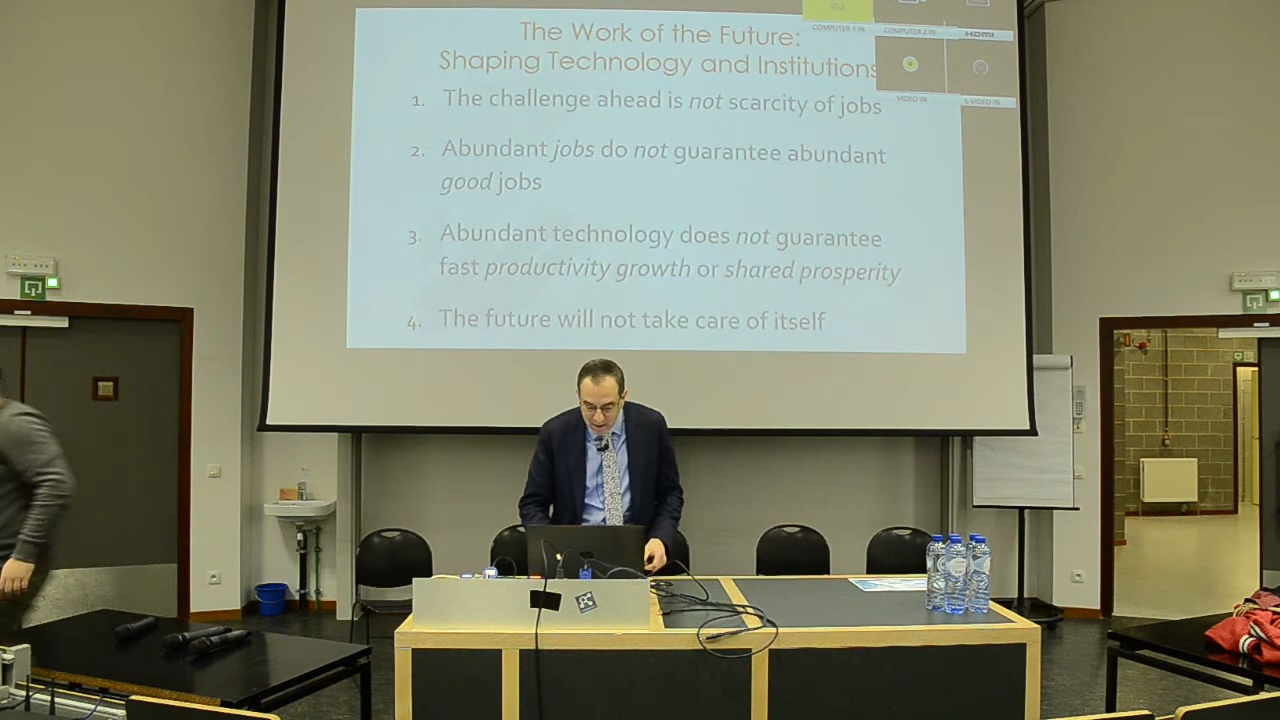 The Work of the Future:
Shaping Technology and Institutions
1. The challenge ahead is not scarcity of jobs
2. Abundant jobs do not guarantee abundant
good jobs
3. Abundant technology does not guarantee
fast productivity growth or shared prosperity
4. The future will not take care of itself
COMPUTER 1 IN
COMPUTER 2 IN
HDMI
VIDEO IN
S-VIDEO IN